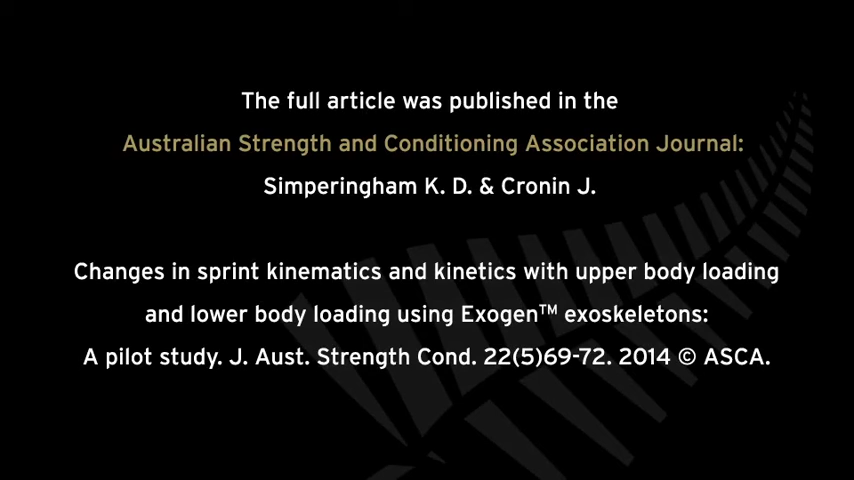 The full article was published in the
Australian Strength and Conditioning Association Journal:
Simperingham K. D. & Cronin J.
Changes in sprint kinematics and kinetics with upper body loading
and lower body loading using Exogen™ exoskeletons:
A pilot study. J. Aust. Strength Cond. 22(5)69-72. 2014 © ASCA.